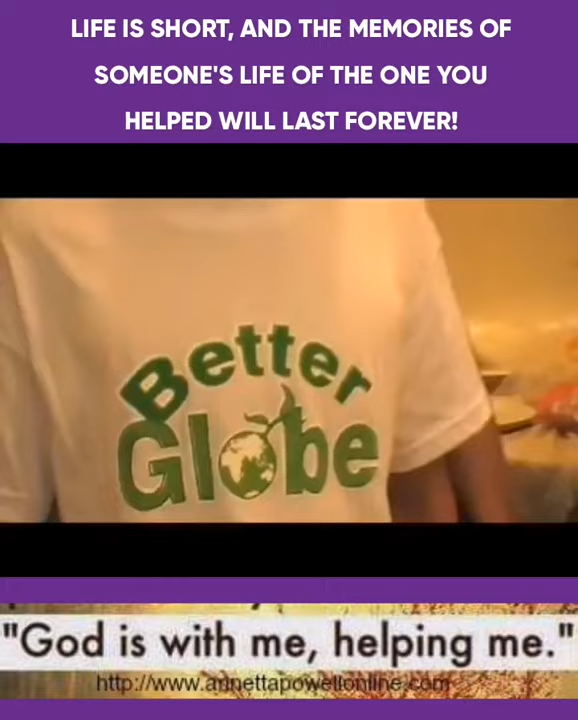 LIFE IS SHORT, AND THE MEMORIES OF
SOMEONE'S LIFE OF THE ONE YOU
HELPED WILL LAST FOREVER!
Better
Globe
"God is with me, helping me."
http://www.annettapowellonline.com